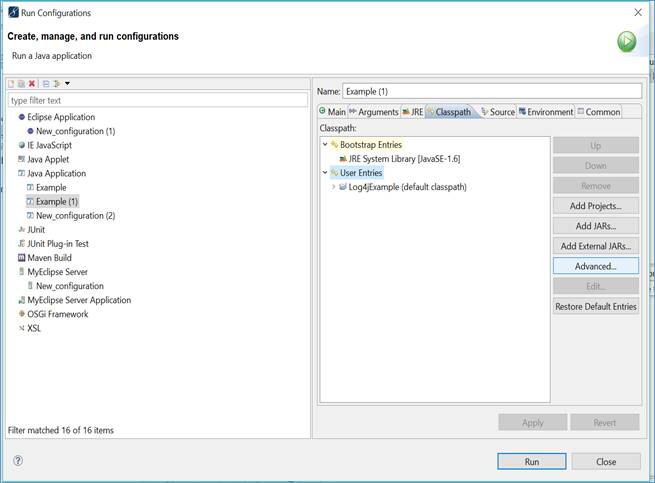 Run Configurations
Create, manage, and run configurations
Run a Java application
type filter text
Eclipse Application
New_configuration (1)
IE JavaScript
Java Applet
Java Application
Example
Example (1)
New_configuration (2)
JUnit
JUnit Plug-in Test
Maven Build
MyEclipse Server
New_configuration
MyEclipse Server Application
OSGi Framework
XSL
Filter matched 16 of 16 items
Name: Example (1)
Main Arguments JRE Classpath Source Environment Common
Classpath:
Bootstrap Entries
JRE System Library [JavaSE-1.6]
User Entries
Log4jExample (default classpath)
Up
Down
Remove
Add Projects...
Add JARs...
Add External JARs...
Advanced...
Edit...
Restore Default Entries
Apply Revert
Run Close